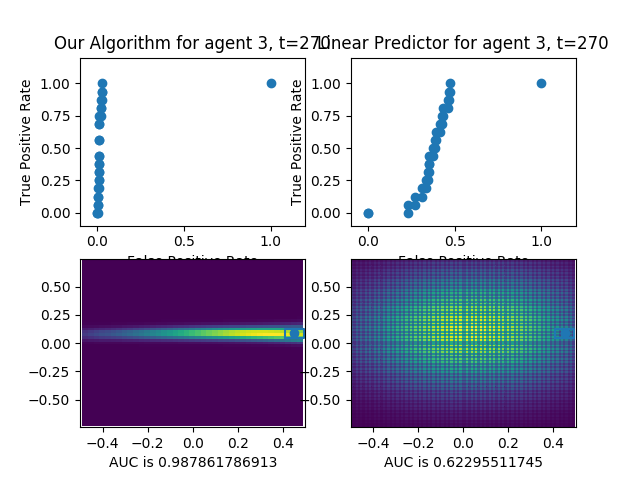 Our Algorithm for agent 3, t=270
Linear Predictor for agent 3, t=270
True Positive Rate
1.00
0.75
0.50
0.25
0.00
0.0 0.5 1.0
False Positive Rate
True Positive Rate
1.00
0.75
0.50
0.25
0.00
0.0 0.5 1.0
False Positive Rate
0.50
0.25
0.00
−0.25
−0.50
−0.4 −0.2 0.0 0.2 0.4
AUC is 0.987861786913
0.50
0.25
0.00
−0.25
−0.50
−0.4 −0.2 0.0 0.2 0.4
AUC is 0.62295511745